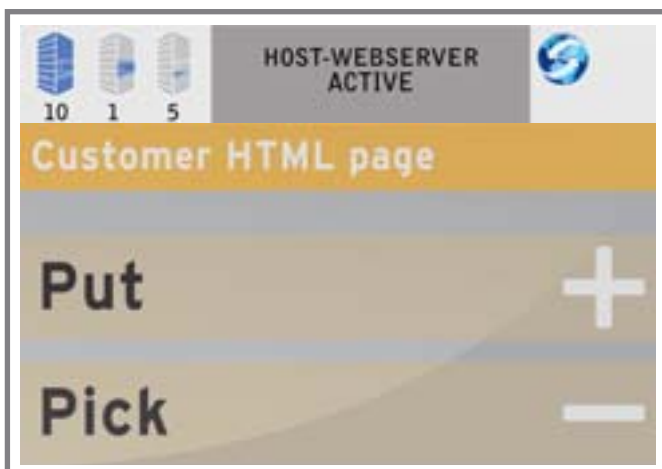 HOST-WEBSERVER
ACTIVE
10 1 5
Customer HTML page
Put
Pick